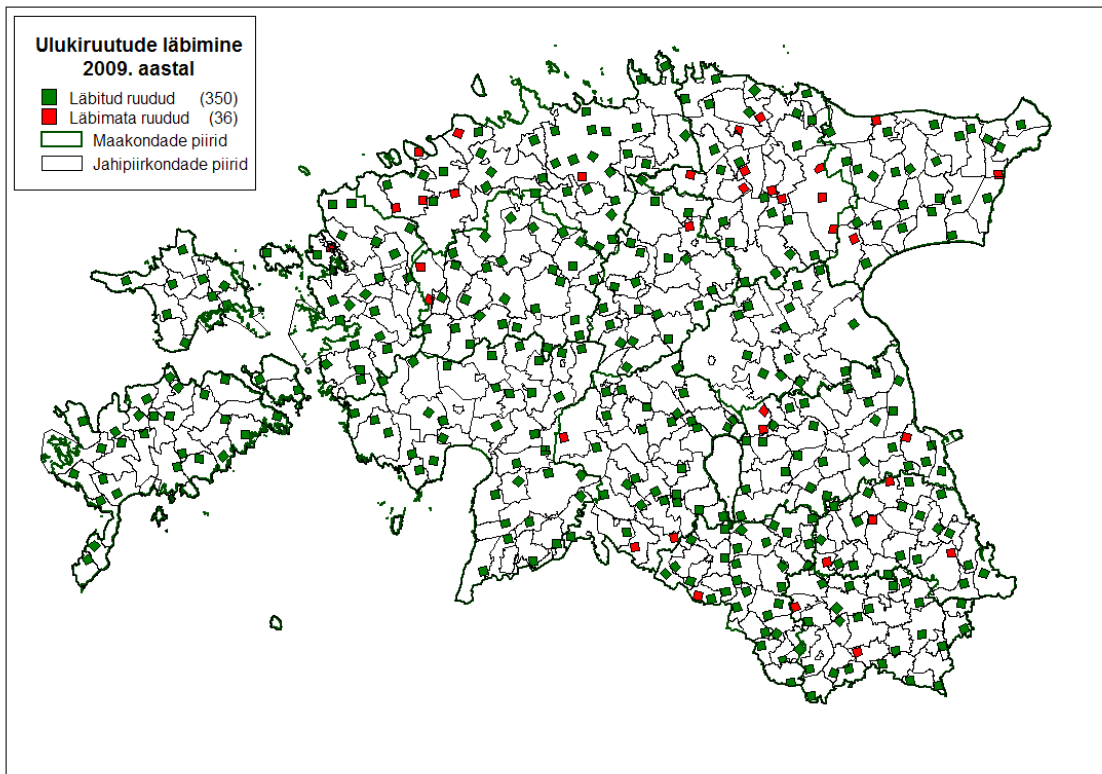 Ulukiruutude läbimine
2009. aastal
Läbitud ruudud (350)
Läbimata ruudud (36)
Maakondade piirid
Jahipiirkondade piirid